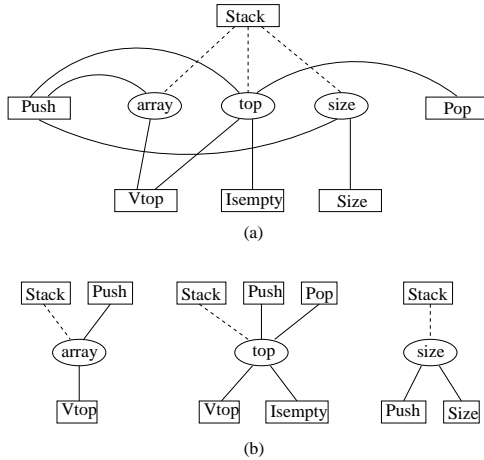 Stack
Push array top size Pop
Vtop Isempty Size
(a)
Stack Push Stack Push Pop Stack
array top size
Vtop Vtop Isempty Push Size
(b)